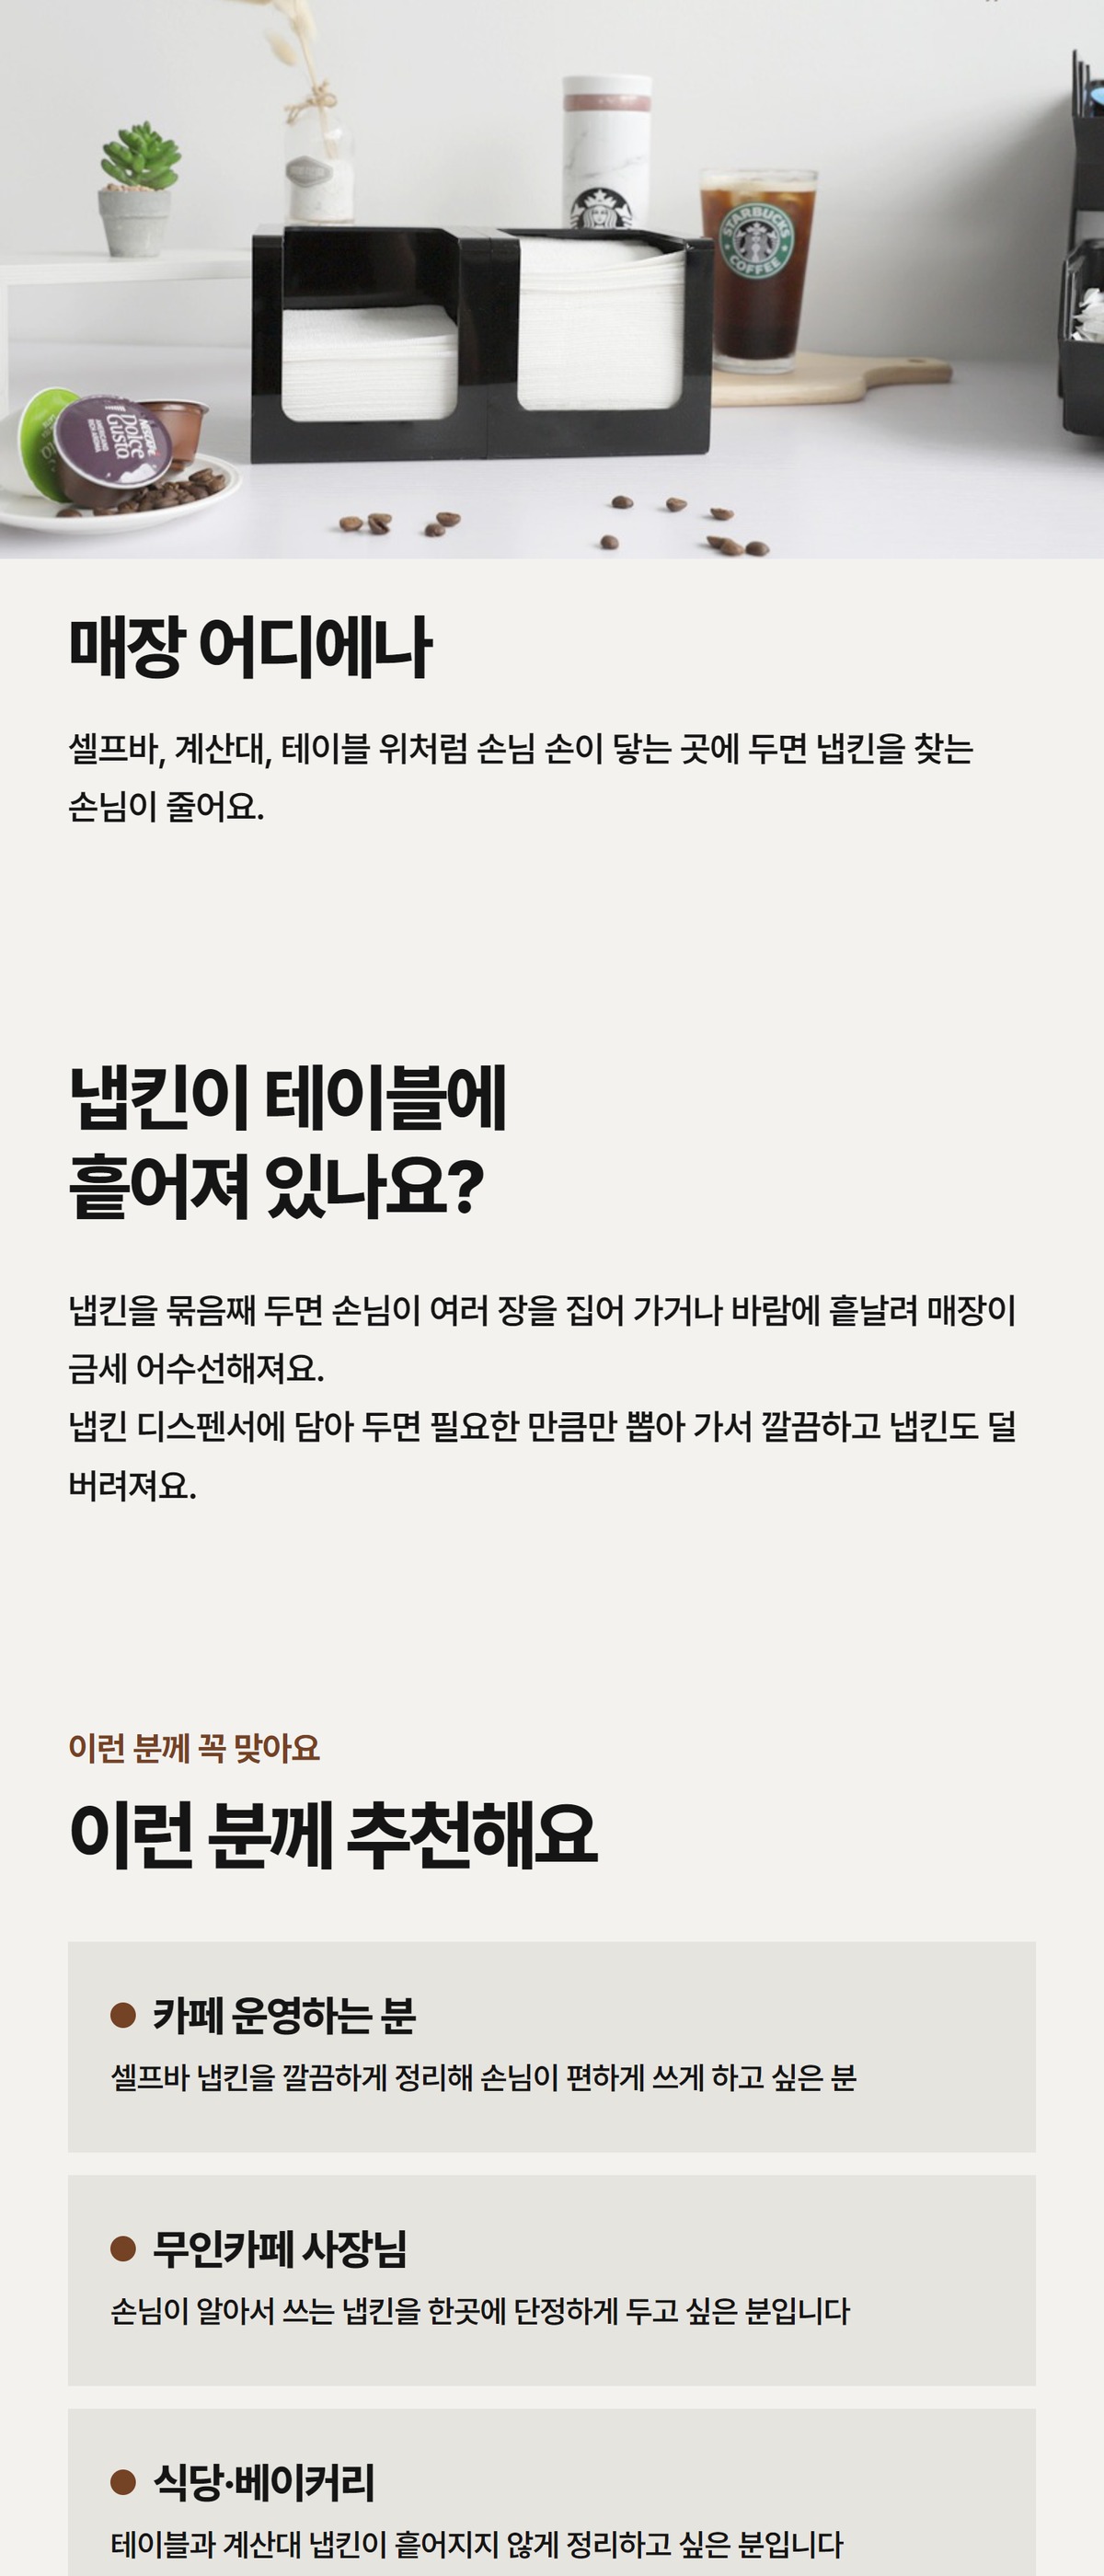 STARBUCKS
COFFEE
NESCAFÉ
Dolce
Gusto
매장 어디에나
셀프바, 계산대, 테이블 위처럼 손님 손이 닿는 곳에 두면 냅킨을 찾는
손님이 줄어요.
냅킨이 테이블에
흩어져 있나요?
냅킨을 묶음째 두면 손님이 여러 장을 집어 가거나 바람에 흩날려 매장이
금세 어수선해져요.
냅킨 디스펜서에 담아 두면 필요한 만큼만 뽑아 가서 깔끔하고 냅킨도 덜
버려져요.
이런 분께 꼭 맞아요
이런 분께 추천해요
카페 운영하는 분
셀프바 냅킨을 깔끔하게 정리해 손님이 편하게 쓰게 하고 싶은 분
무인카페 사장님
손님이 알아서 쓰는 냅킨을 한곳에 단정하게 두고 싶은 분입니다
식당·베이커리
테이블과 계산대 냅킨이 흩어지지 않게 정리하고 싶은 분입니다